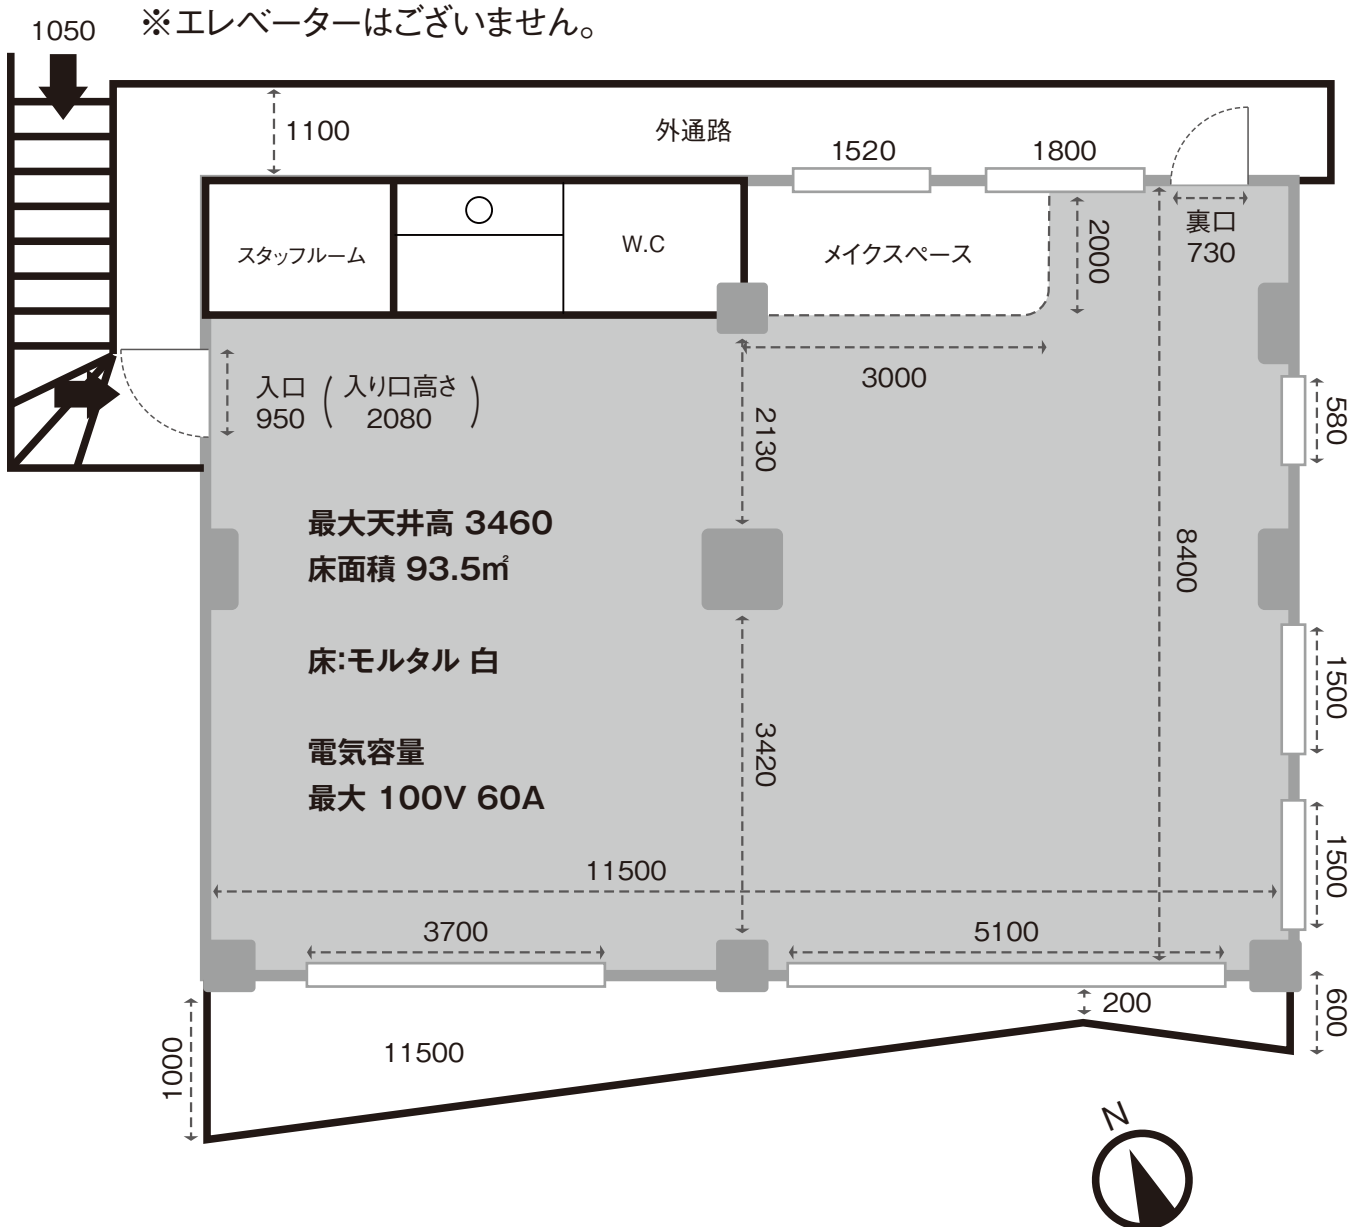 ※エレベーターはございません。
1050
1100
外通路
1520
1800
裏口
730
スタッフルーム
W.C
メイクスペース
2000
3000
入口
950
(入り口高さ
2080)
2130
580
最大天井高 3460
床面積 93.5㎡
8400
床:モルタル 白
1500
電気容量
最大 100V 60A
3420
1500
11500
3700
5100
200
600
1000
11500
N